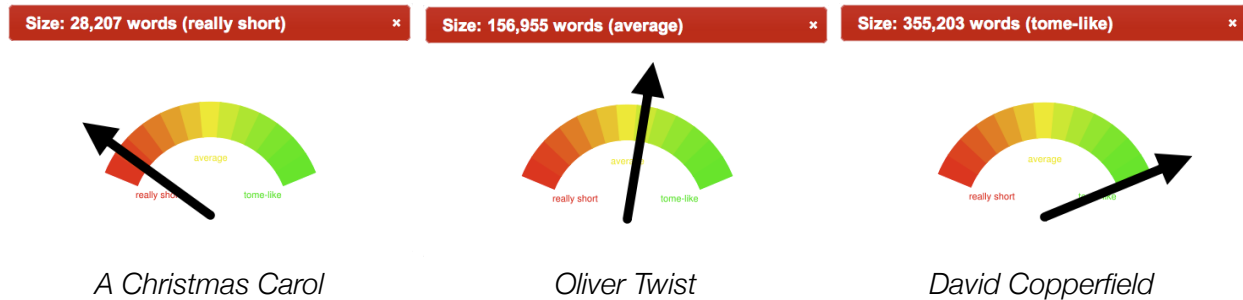 Size: 28,207 words (really short) ×
average
really short
tome-like
A Christmas Carol
Size: 156,955 words (average) ×
average
really short
tome-like
Oliver Twist
Size: 355,203 words (tome-like) ×
average
really short
tome-like
David Copperfield